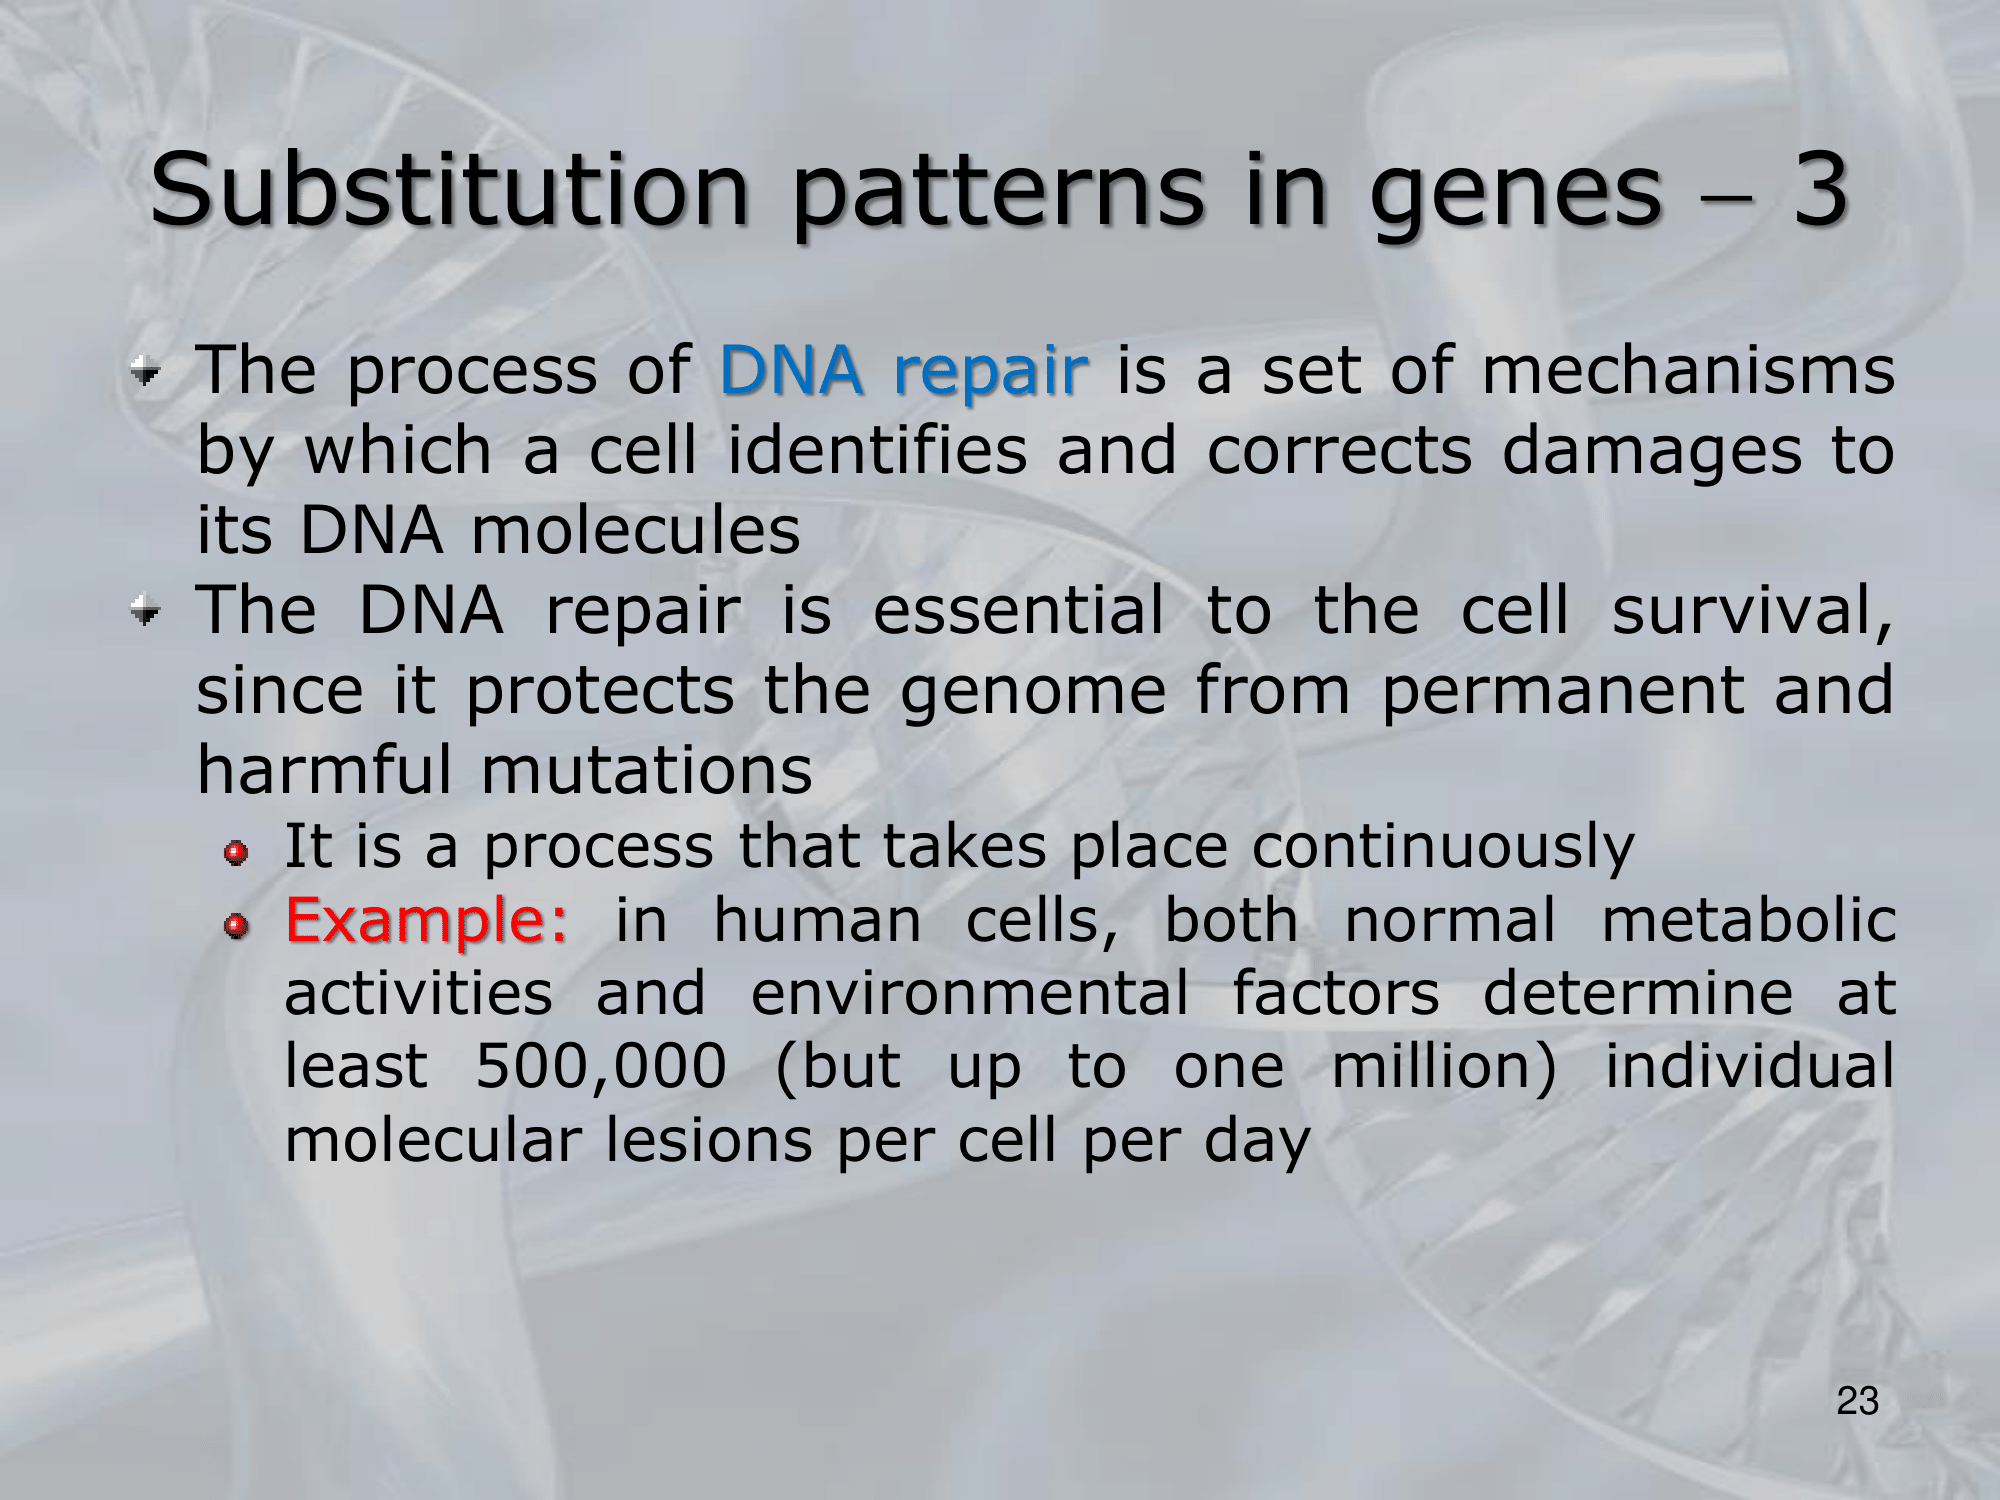 Substitution patterns in genes – 3
The process of DNA repair is a set of mechanisms
by which a cell identifies and corrects damages to
its DNA molecules
The DNA repair is essential to the cell survival,
since it protects the genome from permanent and
harmful mutations
It is a process that takes place continuously
Example: in human cells, both normal metabolic
activities and environmental factors determine at
least 500,000 (but up to one million) individual
molecular lesions per cell per day
23